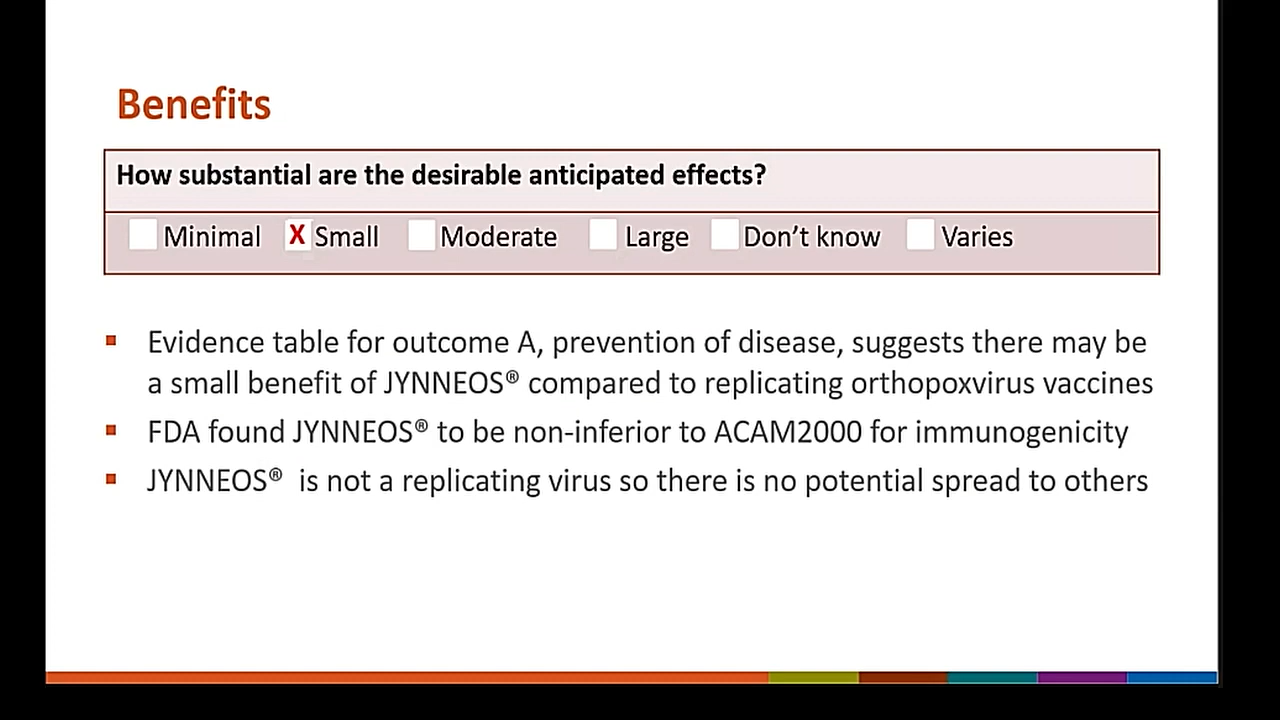 Benefits
How substantial are the desirable anticipated effects?
Minimal X Small Moderate Large Don't know Varies
▪ Evidence table for outcome A, prevention of disease, suggests there may be
a small benefit of JYNNEOS® compared to replicating orthopoxvirus vaccines
▪ FDA found JYNNEOS® to be non-inferior to ACAM2000 for immunogenicity
▪ JYNNEOS® is not a replicating virus so there is no potential spread to others